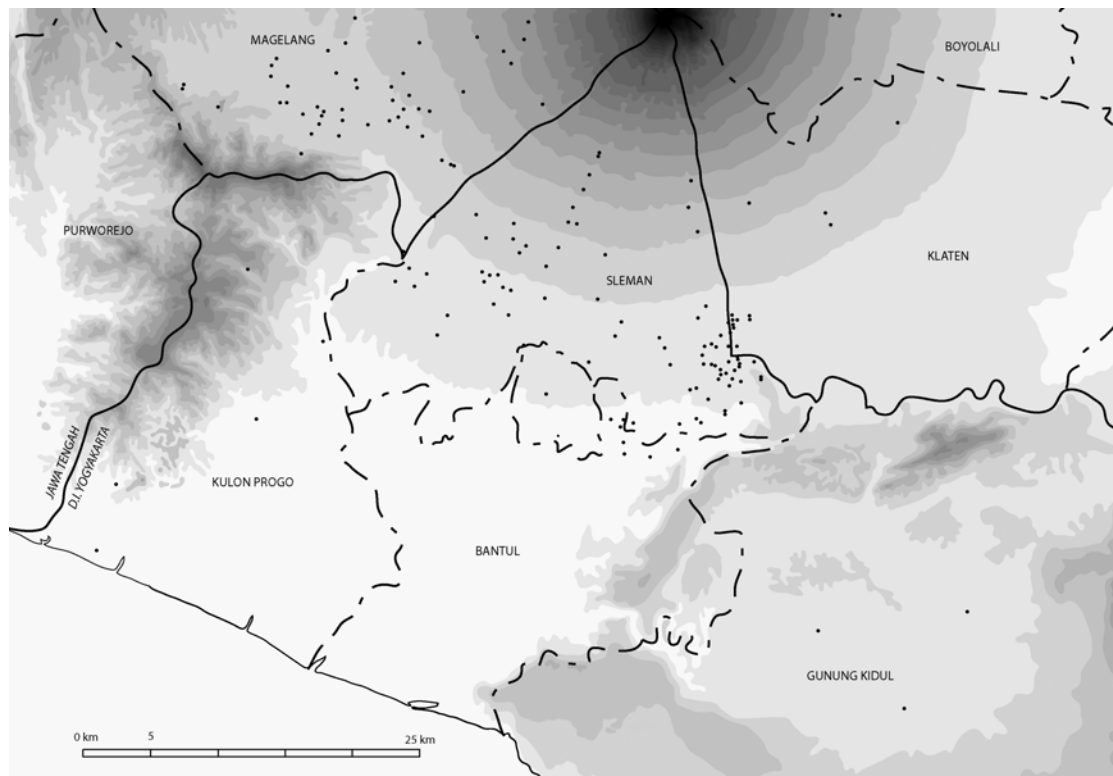 MAGELANG
BOYOLALI
PURWOREJO
KLATEN
SLEMAN
JAWA TENGAH
D.I. YOGYAKARTA
KULON PROGO
BANTUL
GUNUNG KIDUL
0 km 5 25 km